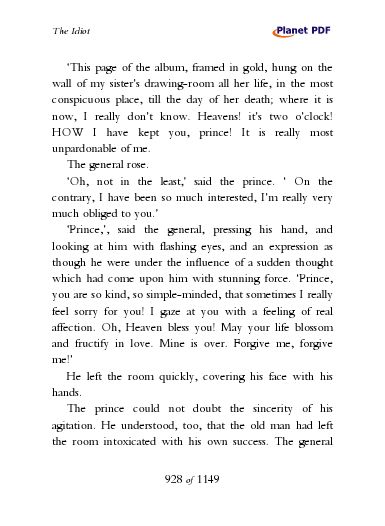 The Idiot
Planet PDF
'This page of the album, framed in gold, hung on the
wall of my sister's drawing-room all her life, in the most
conspicuous place, till the day of her death; where it is
now, I really don't know. Heavens! it's two o'clock!
HOW I have kept you, prince! It is really most
unpardonable of me.
The general rose.
'Oh, not in the least,' said the prince. ' On the
contrary, I have been so much interested, I'm really very
much obliged to you.'
'Prince,', said the general, pressing his hand, and
looking at him with flashing eyes, and an expression as
though he were under the influence of a sudden thought
which had come upon him with stunning force. 'Prince,
you are so kind, so simple-minded, that sometimes I really
feel sorry for you! I gaze at you with a feeling of real
affection. Oh, Heaven bless you! May your life blossom
and fructify in love. Mine is over. Forgive me, forgive
me!'
He left the room quickly, covering his face with his
hands.
The prince could not doubt the sincerity of his
agitation. He understood, too, that the old man had left
the room intoxicated with his own success. The general
928 of 1149